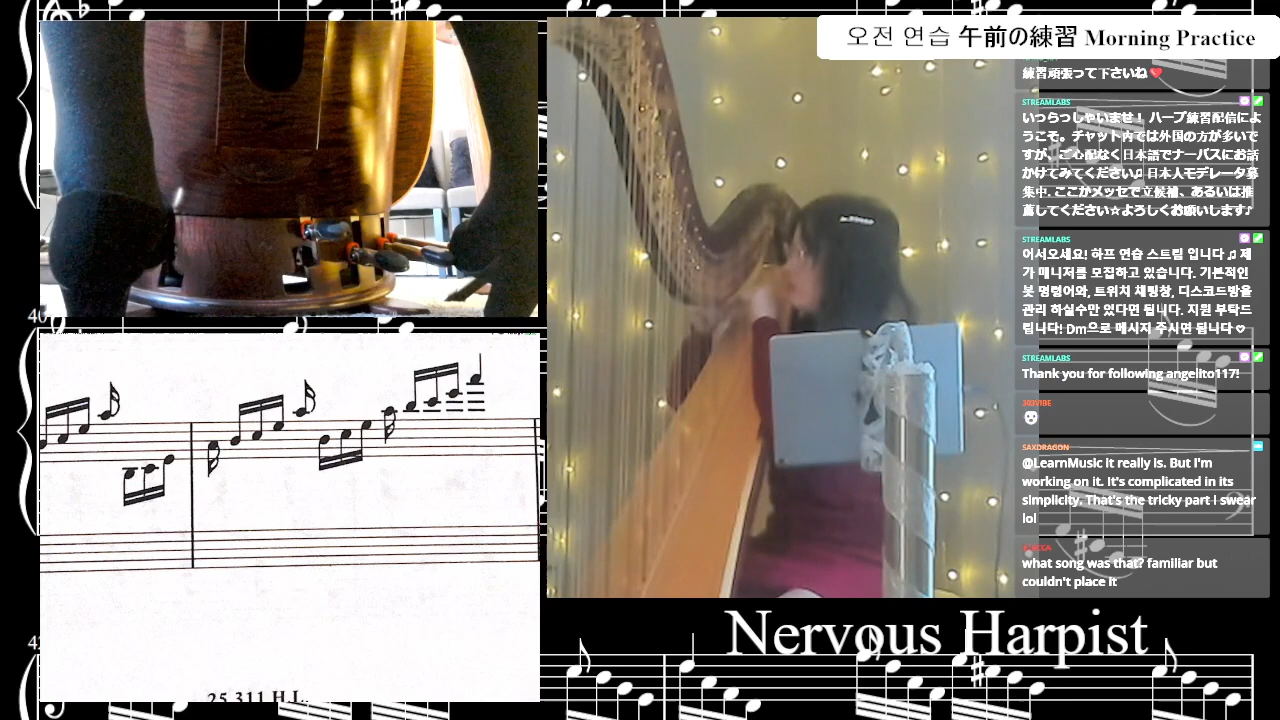 오전 연습 午前の練習 Morning Practice
練習頑張って下さいね
STREAMLABS
いらっしゃいませ！ ハープ練習配信によ
うこそ。チャット内では外国の方が多いで
すが、ご心配なく日本語でナーバスにお話
かけてみてください♫ 日本人モデレータ募
集中. ここかメッセで立候補、あるいは推
薦してください☆よろしくお願いします♪
STREAMLABS
어서오세요! 하프 연습 스트림 입니다 ♫ 제
가 매니저를 모집하고 있습니다. 기본적인
봇 명령어와, 트위치 채팅창, 디스코드방을
관리 하실수만 있다면 됩니다. 지원 부탁드
립니다! Dm으로 메시지 주시면 됩니다 ♡
STREAMLABS
Thank you for following angelito117!
303VIBE
SAXDRAGON
@LearnMusic It really is. But I'm
working on it. It's complicated in its
simplicity. That's the tricky part I swear
lol
what song was that? familiar but
couldn't place it
Nervous Harpist
25 311 H.L.